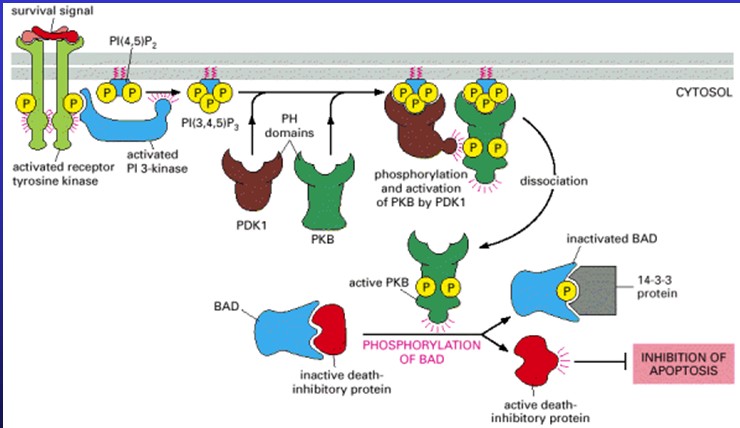 survival signal
PI(4,5)P2
P
P
P
P
P
P
P
PI(3,4,5)P3
activated receptor
tyrosine kinase
activated
PI 3-kinase
PH
domains
PDK1
PKB
P
P
P
P
P
P
P
P
CYTOSOL
phosphorylation
and activation
of PKB by PDK1
dissociation
active PKB
P
P
BAD
inactive death-
inhibitory protein
PHOSPHORYLATION
OF BAD
inactivated BAD
P
14-3-3
protein
active death-
inhibitory protein
INHIBITION OF
APOPTOSIS